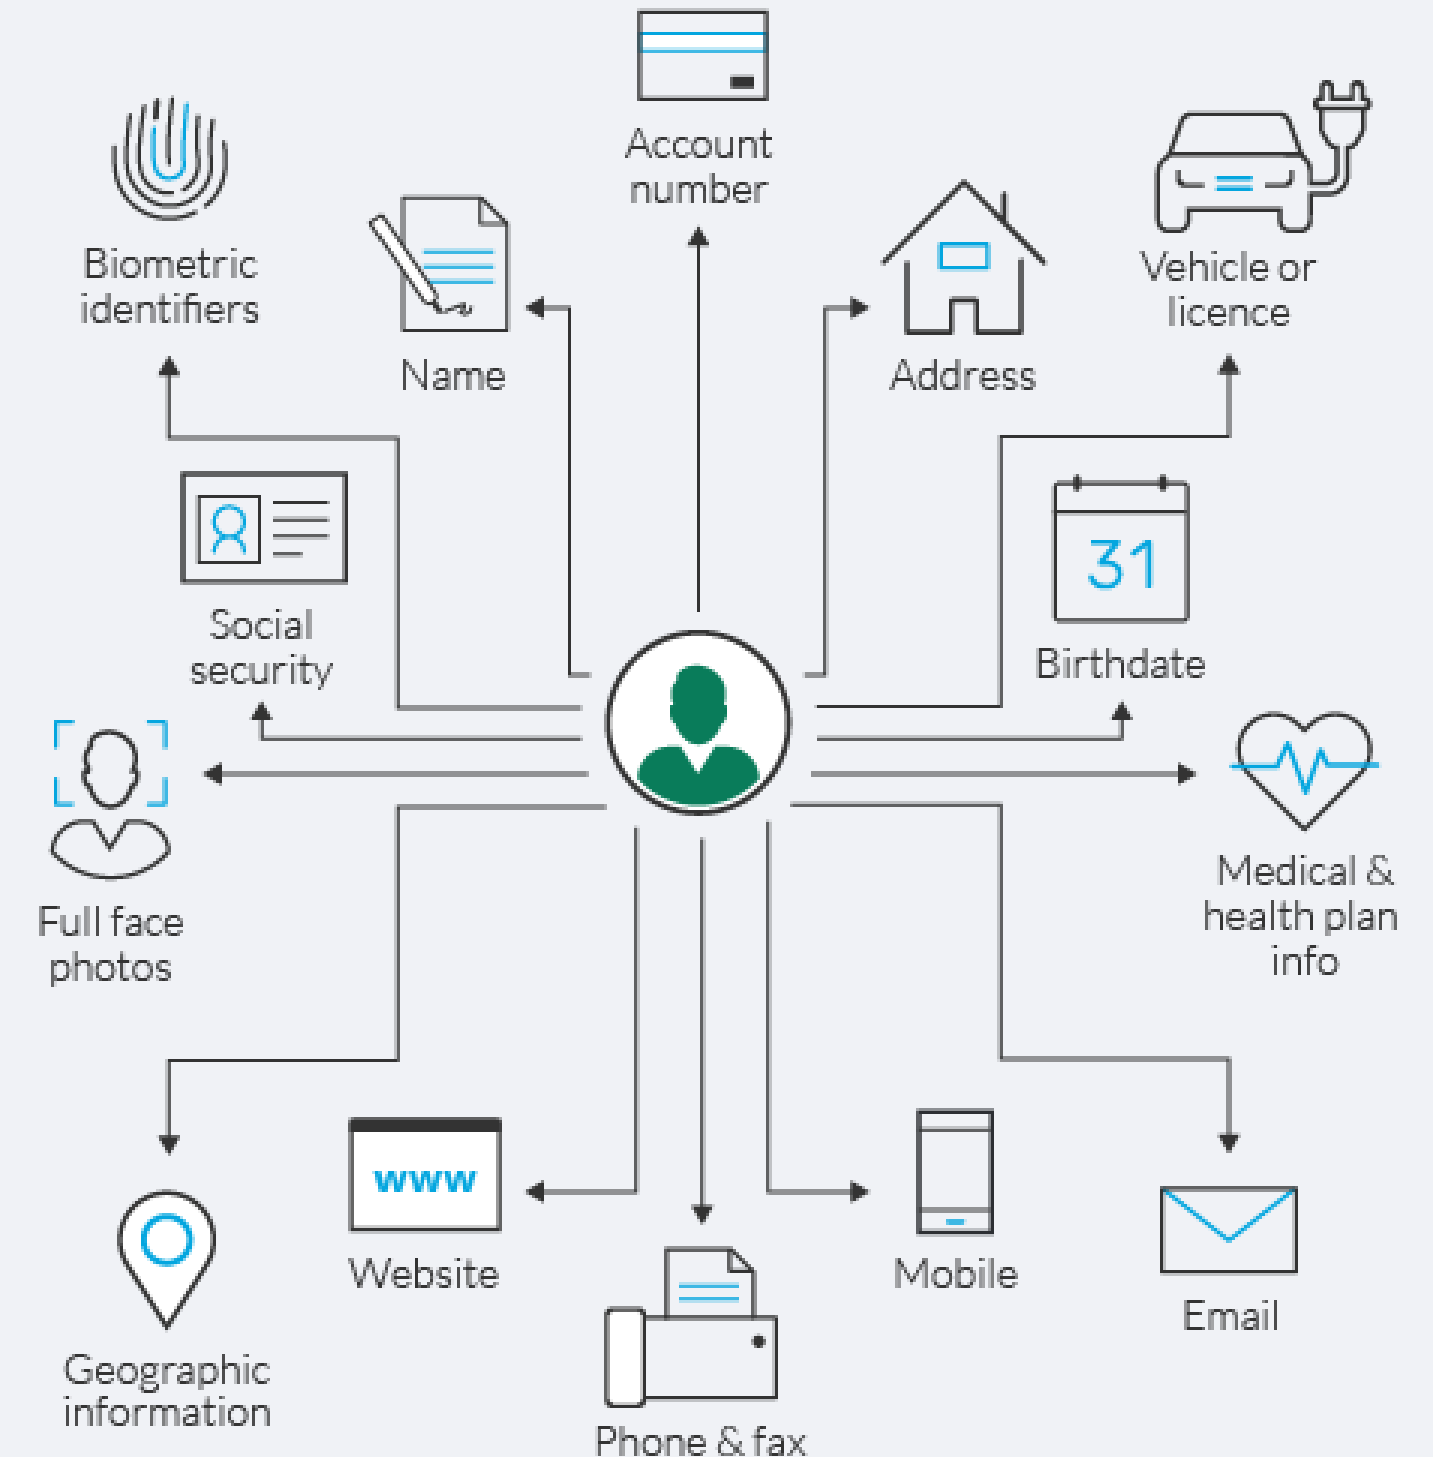 Account
number
Biometric
identifiers
Name
Address
Vehicle or
licence
Social
security
31
Birthdate
Full face
photos
Medical &
health plan
info
www
Website
Mobile
Email
Geographic
information
Phone & fax